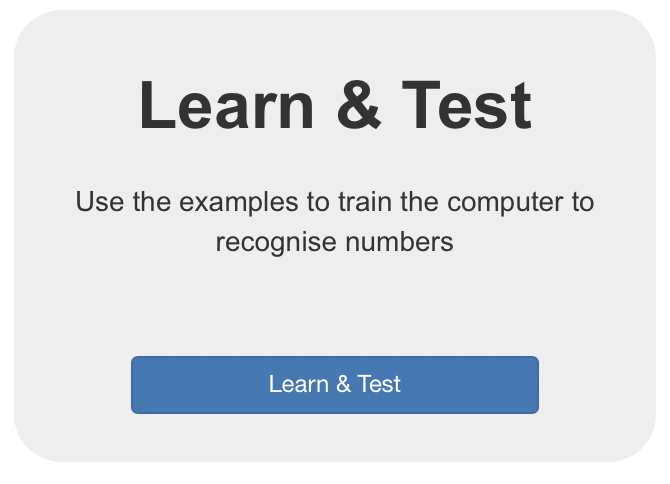 Learn & Test
Use the examples to train the computer to
recognise numbers
Learn & Test